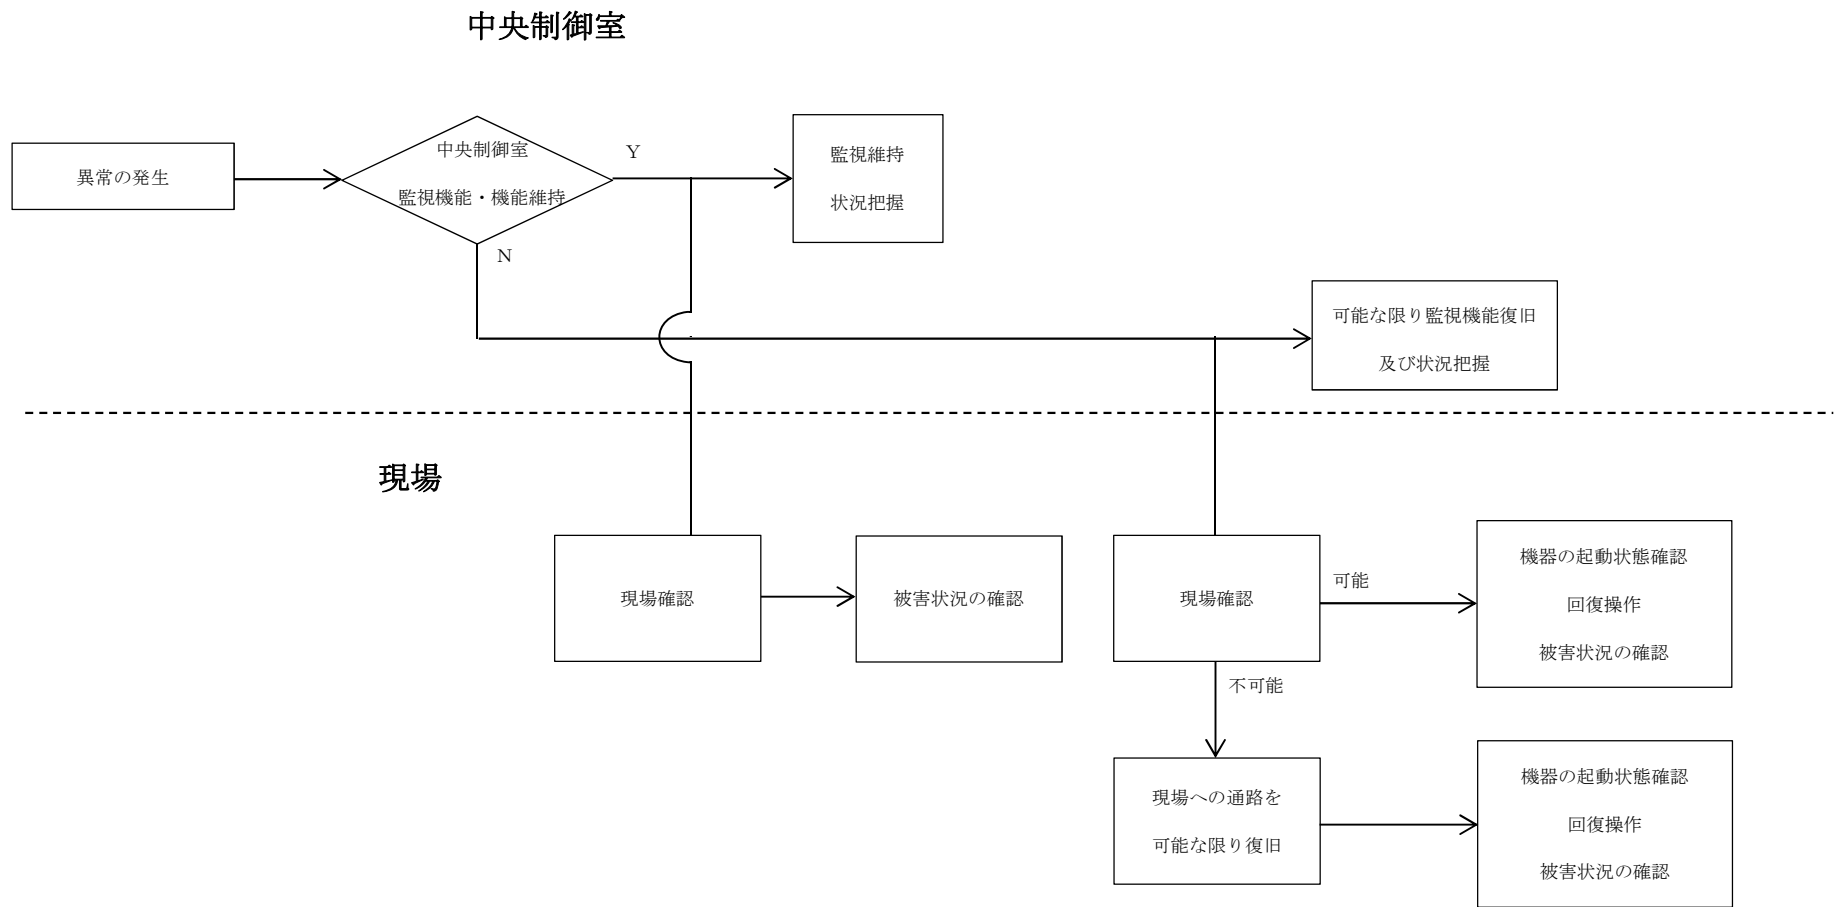 中央制御室
異常の発生
中央制御室
監視機能・機能維持
Y
N
監視維持
状況把握
可能な限り監視機能復旧
及び状況把握
現場
現場確認
被害状況の確認
現場確認
可能
不可能
機器の起動状態確認
回復操作
被害状況の確認
現場への通路を
可能な限り復旧
機器の起動状態確認
回復操作
被害状況の確認